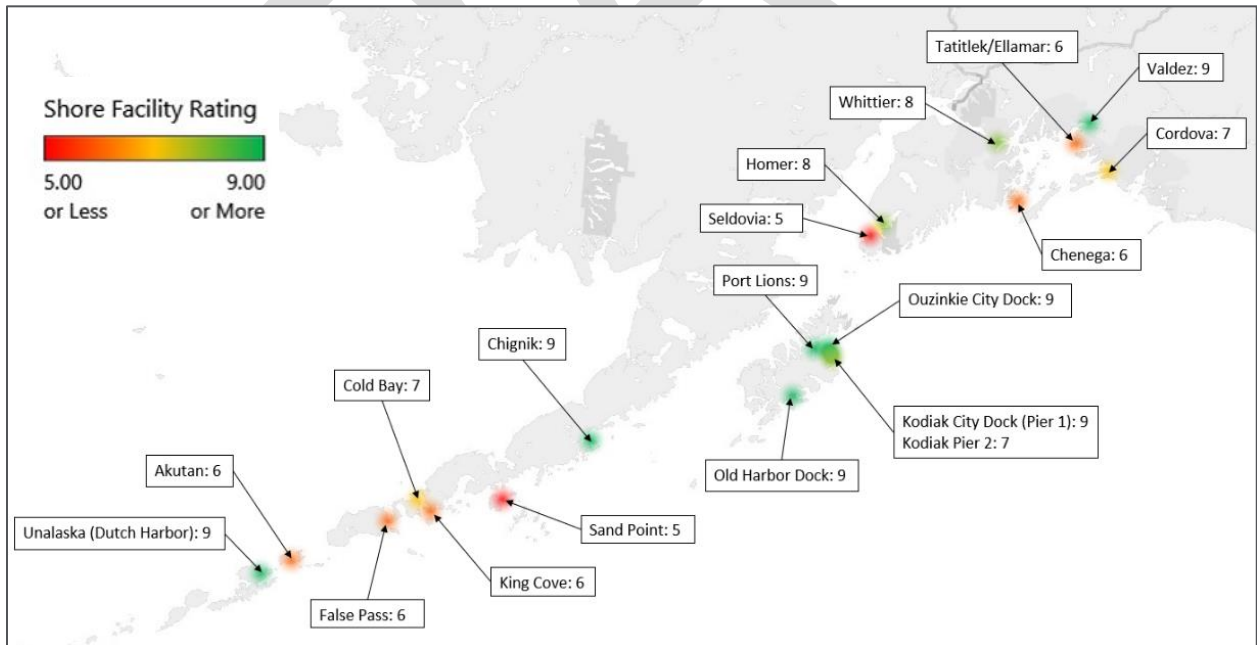 Shore Facility Rating
5.00 9.00
or Less or More
Tatitlek/Ellamar: 6
Valdez: 9
Whittier: 8
Cordova: 7
Homer: 8
Seldovia: 5
Chenega: 6
Port Lions: 9
Ouzinkie City Dock: 9
Chignik: 9
Cold Bay: 7
Kodiak City Dock (Pier 1): 9
Kodiak Pier 2: 7
Akutan: 6
Old Harbor Dock: 9
Unalaska (Dutch Harbor): 9
Sand Point: 5
King Cove: 6
False Pass: 6